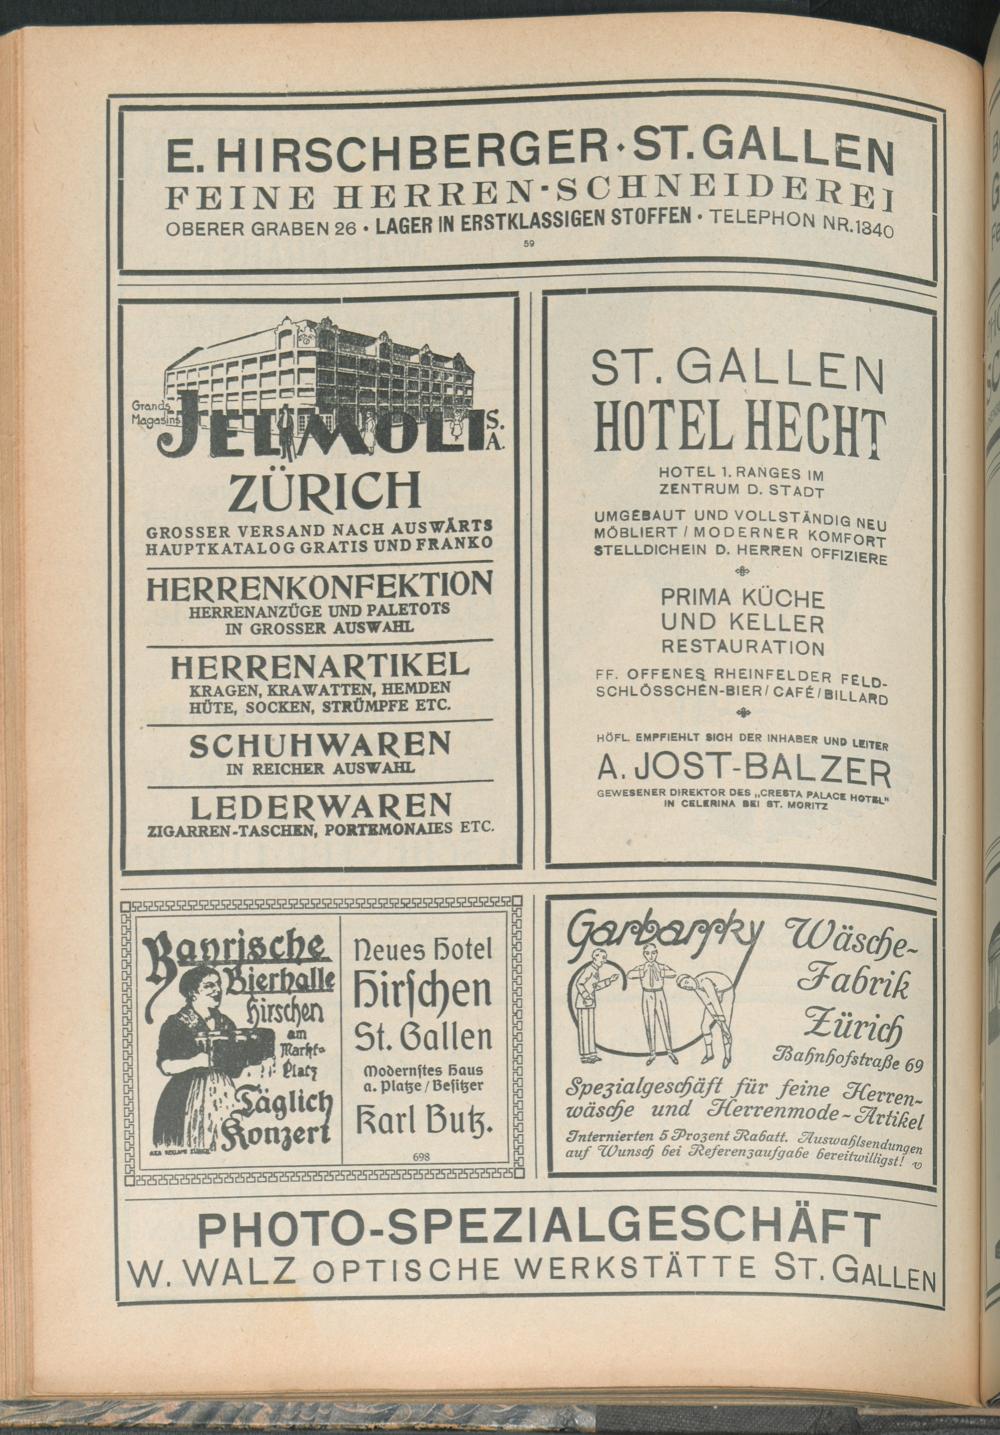 E. HIRSCHBERGER · ST. GALLEN
FEINE HERREN-SCHNEIDEREI
OBERER GRABEN 26 • LAGER IN ERSTKLASSIGEN STOFFEN • TELEPHON NR. 1340
59
Grands
Magasins
JELMOLI S.
A.
ZÜRICH
GROSSER VERSAND NACH AUSWÄRTS
HAUPTKATALOG GRATIS UND FRANKO
HERRENKONFEKTION
HERRENANZÜGE UND PALETOTS
IN GROSSER AUSWAHL
HERRENARTIKEL
KRAGEN, KRAWATTEN, HEMDEN
HÜTE, SOCKEN, STRÜMPFE ETC.
SCHUHWAREN
IN REICHER AUSWAHL
LEDERWAREN
ZIGARREN-TASCHEN, PORTEMONAIES ETC.
ST. GALLEN
HOTEL HECHT
HOTEL 1. RANGES IM
ZENTRUM D. STADT
UMGEBAUT UND VOLLSTÄNDIG NEU
MÖBLIERT / MODERNER KOMFORT
STELLDICHEIN D. HERREN OFFIZIERE
PRIMA KÜCHE
UND KELLER
RESTAURATION
FF. OFFENES RHEINFELDER FELD-
SCHLÖSSCHEN-BIER / CAFÉ / BILLARD
HÖFL. EMPFIEHLT SICH DER INHABER UND LEITER
A. JOST-BALZER
GEWESENER DIREKTOR DES „CRESTA PALACE HOTEL"
IN CELERINA BEI ST. MORITZ
Bayrische
Bierhalle
Hirschen
am
Markt-
Platz
Täglich
Konzert
Neues Hotel
Hirschen
St. Gallen
Modernstes Haus
a. Platze / Besitzer
Karl Butz.
698
Garbarsky
Wäsche-
Fabrik
Zürich
Bahnhofstraße 69
Spezialgeschäft für feine Herren-
wäsche und Herrenmode-Artikel
Internierten 5 Prozent Rabatt. Auswahlsendungen
auf Wunsch bei Referenzaufgabe bereitwilligst!
PHOTO-SPEZIALGESCHÄFT
W. WALZ OPTISCHE WERKSTÄTTE ST. GALLEN